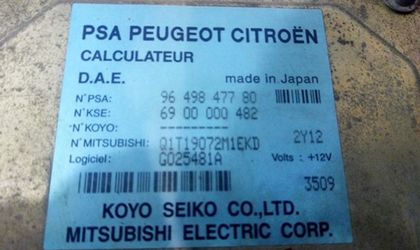 PSA PEUGEOT CITROËN
CALCULATEUR
D.A.E. made in Japan
N°PSA: 96 498 477 80
N°KSE: 69 00 000 482
N°KOYO: ----------
N°MITSUBISHI: Q1T19072M1EKD 2Y12
Logiciel: G025481A Volts : +12V
3509
KOYO SEIKO CO.,LTD.
MITSUBISHI ELECTRIC CORP.